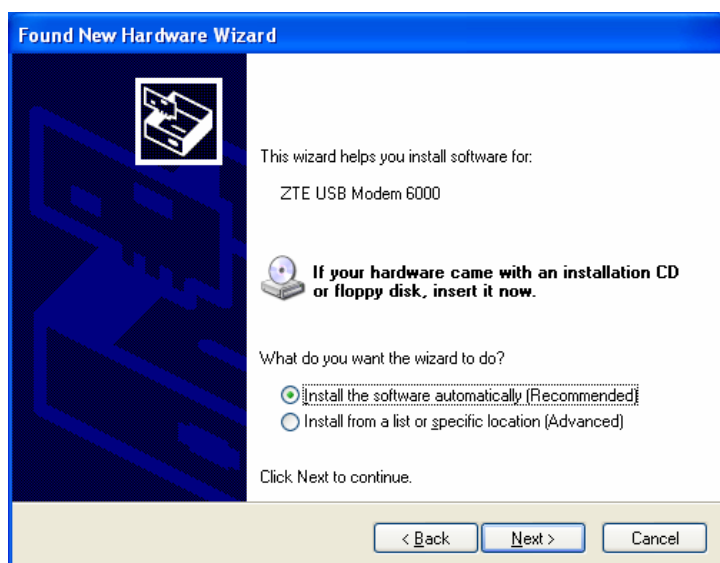 Found New Hardware Wizard
This wizard helps you install software for:
ZTE USB Modem 6000
If your hardware came with an installation CD
or floppy disk, insert it now.
What do you want the wizard to do?
Install the software automatically (Recommended)
Install from a list or specific location (Advanced)
Click Next to continue.
< Back Next > Cancel